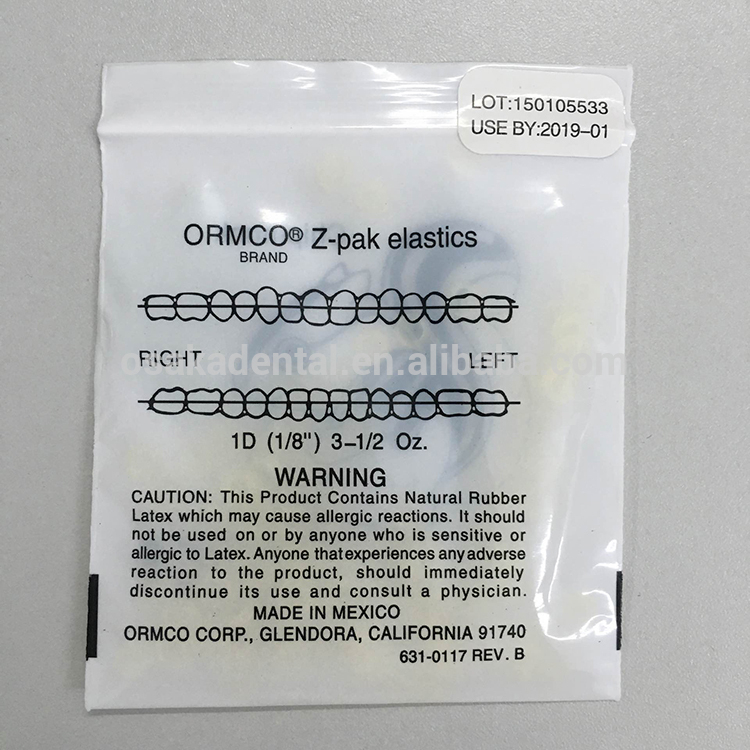 LOT:150105533
USE BY:2019-01
ORMCO® Z-pak elastics
BRAND
RIGHT LEFT
osakadental.en.alibaba.com
1D (1/8") 3-1/2 Oz.
WARNING
CAUTION: This Product Contains Natural Rubber
Latex which may cause allergic reactions. It should
not be used on or by anyone who is sensitive or
allergic to Latex. Anyone that experiences any adverse
reaction to the product, should immediately
discontinue its use and consult a physician.
MADE IN MEXICO
ORMCO CORP., GLENDORA, CALIFORNIA 91740
631-0117 REV. B